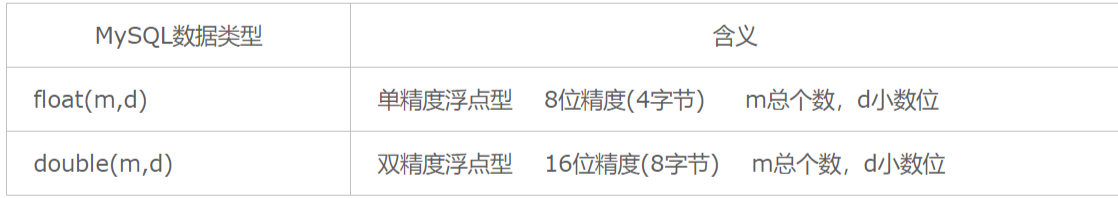 MySQL数据类型 含义
float(m,d) 单精度浮点型 8位精度(4字节) m总个数，d小数位
double(m,d) 双精度浮点型 16位精度(8字节) m总个数，d小数位